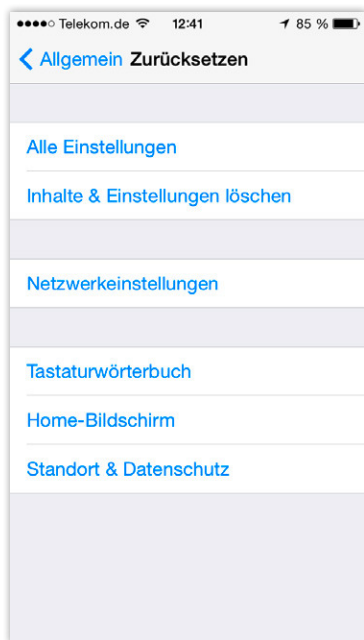 Telekom.de 12:41 85 %
Allgemein Zurücksetzen
Alle Einstellungen
Inhalte & Einstellungen löschen
Netzwerkeinstellungen
Tastaturwörterbuch
Home-Bildschirm
Standort & Datenschutz